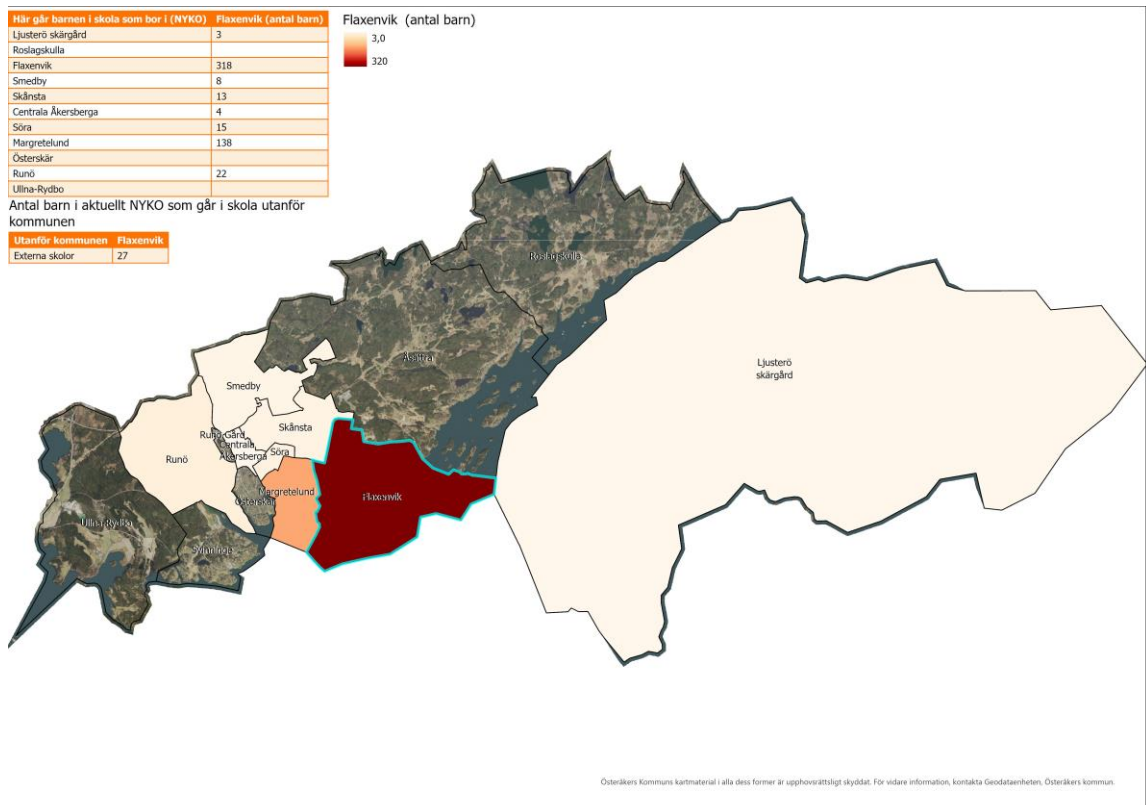 Här går barnen i skola som bor i (NYKO) Flaxenvik (antal barn)
Ljusterö skärgård 3
Roslagskulla
Flaxenvik 318
Smedby 8
Skånsta 13
Centrala Åkersberga 4
Söra 15
Margretelund 138
Österskär
Runö 22
Ullna-Rydbo
Flaxenvik (antal barn)
3,0
320
Antal barn i aktuellt NYKO som går i skola utanför
kommunen
Utanför kommunen Flaxenvik
Externa skolor 27
Roslagskulla
Åsättra
Ljusterö
skärgård
Smedby
Skånsta
Runö Gård
Centrala
Åkersberga
Söra
Runö
Margretelund
Österskär
Flaxenvik
Ullna-Rydbo
Svinninge
Österåkers Kommuns kartmaterial i alla dess former är upphovsrättsligt skyddat. För vidare information, kontakta Geodataenheten, Österåkers kommun.